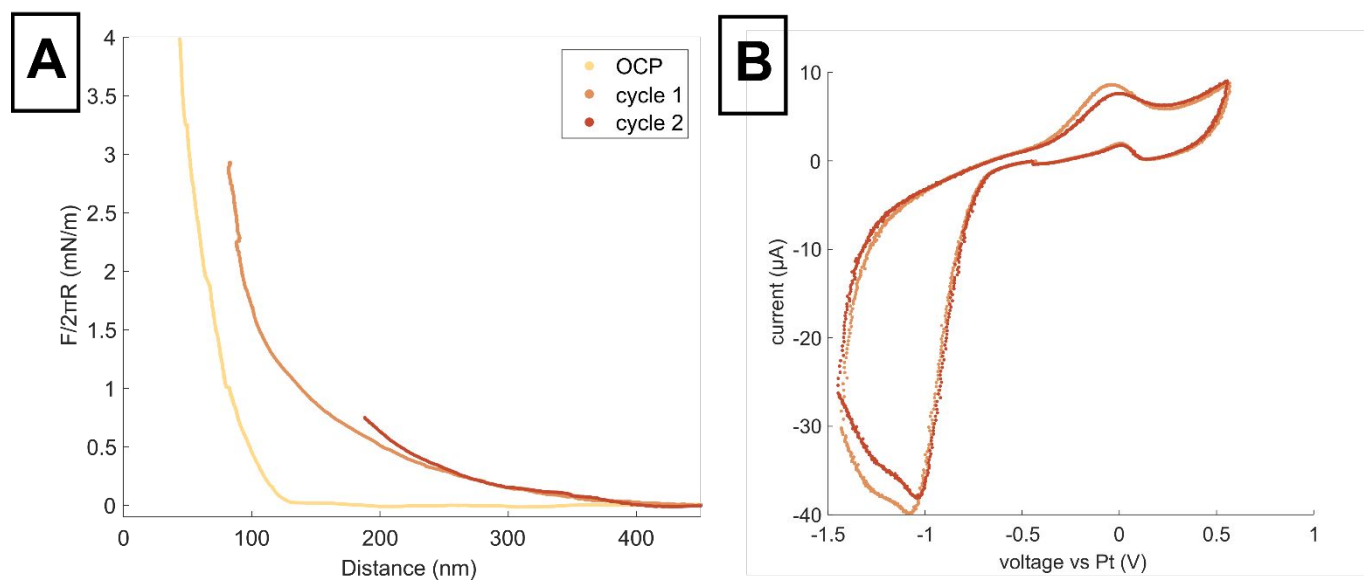 A
4
3.5
3
2.5
2
1.5
1
0.5
0
F/2πR (mN/m)
0
100
200
300
400
Distance (nm)
OCP
cycle 1
cycle 2
B
10
0
-10
-20
-30
-40
current (µA)
-1.5
-1
-0.5
0
0.5
1
voltage vs Pt (V)